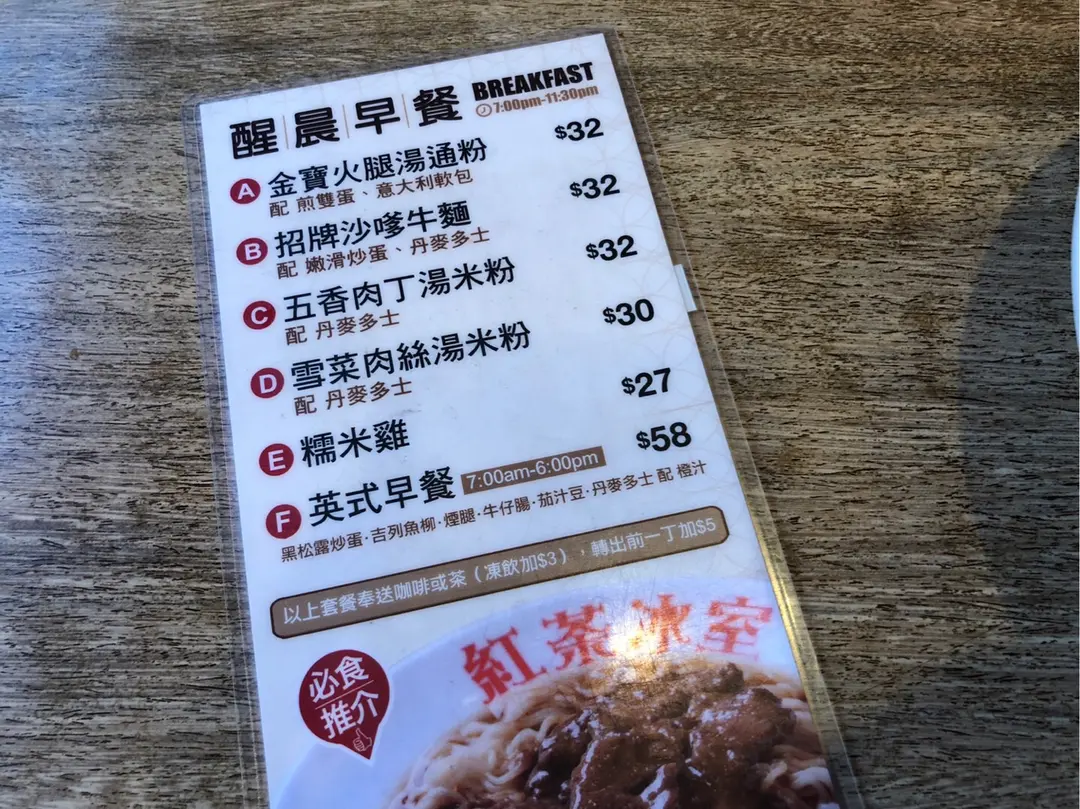 醒晨早餐 BREAKFAST
7:00pm-11:30pm
A 金寶火腿湯通粉 $32
配 煎雙蛋、意大利軟包
B 招牌沙嗲牛麵 $32
配 嫩滑炒蛋、丹麥多士
C 五香肉丁湯米粉 $32
配 丹麥多士
D 雪菜肉絲湯米粉 $30
配 丹麥多士
E 糯米雞 $27
F 英式早餐 7:00am-6:00pm $58
黑松露炒蛋·吉列魚柳·煙腿·牛仔腸·茄汁豆·丹麥多士 配 橙汁
以上套餐奉送咖啡或茶（凍飲加$3），轉出前一丁加$5
紅茶冰室
必食
推介